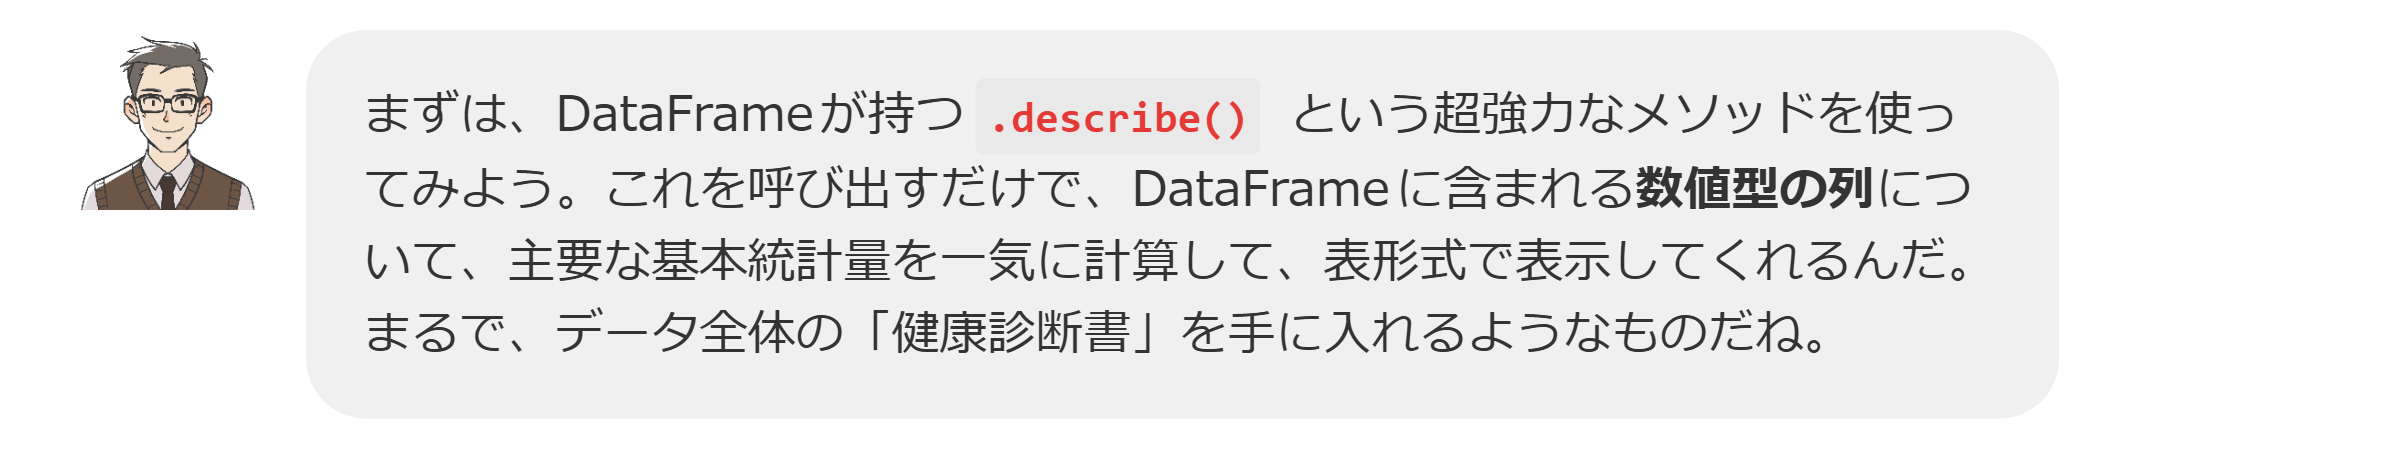 まずは、DataFrameが持つ .describe() という超強力なメソッドを使っ
てみよう。これを呼び出すだけで、DataFrameに含まれる数値型の列につ
いて、主要な基本統計量を一気に計算して、表形式で表示してくれるんだ。
まるで、データ全体の「健康診断書」を手に入れるようなものだね。